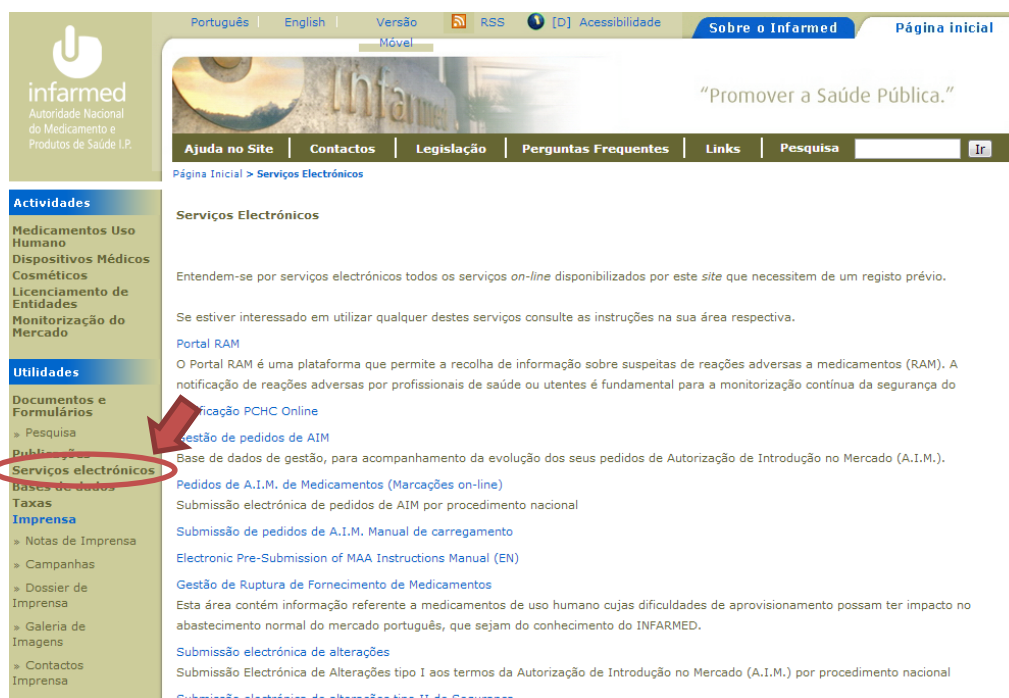 Português
English
Versão
Móvel
RSS
[D] Acessibilidade
Sobre o Infarmed
Página inicial
infarmed
Autoridade Nacional
do Medicamento e
Produtos de Saúde I.P.
Infarmed
“Promover a Saúde Pública.”
Ajuda no Site
Contactos
Legislação
Perguntas Frequentes
Links
Pesquisa
Ir
Página Inicial > Serviços Electrónicos
Actividades
Medicamentos Uso
Humano
Dispositivos Médicos
Cosméticos
Licenciamento de
Entidades
Monitorização do
Mercado
Utilidades
Documentos e
Formulários
» Pesquisa
Publicações
Serviços electrónicos
Bases de dados
Taxas
Imprensa
» Notas de Imprensa
» Campanhas
» Dossier de
Imprensa
» Galeria de
Imagens
» Contactos
Imprensa
Serviços Electrónicos
Entendem-se por serviços electrónicos todos os serviços on-line disponibilizados por este site que necessitem de um registo prévio.
Se estiver interessado em utilizar qualquer destes serviços consulte as instruções na sua área respectiva.
Portal RAM
O Portal RAM é uma plataforma que permite a recolha de informação sobre suspeitas de reações adversas a medicamentos (RAM). A
notificação de reações adversas por profissionais de saúde ou utentes é fundamental para a monitorização contínua da segurança do
PCHC Online
Gestão de pedidos de AIM
Base de dados de gestão, para acompanhamento da evolução dos seus pedidos de Autorização de Introdução no Mercado (A.I.M.).
Pedidos de A.I.M. de Medicamentos (Marcações on-line)
Submissão electrónica de pedidos de AIM por procedimento nacional
Submissão de pedidos de A.I.M. Manual de carregamento
Electronic Pre-Submission of MAA Instructions Manual (EN)
Gestão de Ruptura de Fornecimento de Medicamentos
Esta área contém informação referente a medicamentos de uso humano cujas dificuldades de aprovisionamento possam ter impacto no
abastecimento normal do mercado português, que sejam do conhecimento do INFARMED.
Submissão electrónica de alterações
Submissão Electrónica de Alterações tipo I aos termos da Autorização de Introdução no Mercado (A.I.M.) por procedimento nacional
Submissão electrónica de alterações tipo II de Segurança